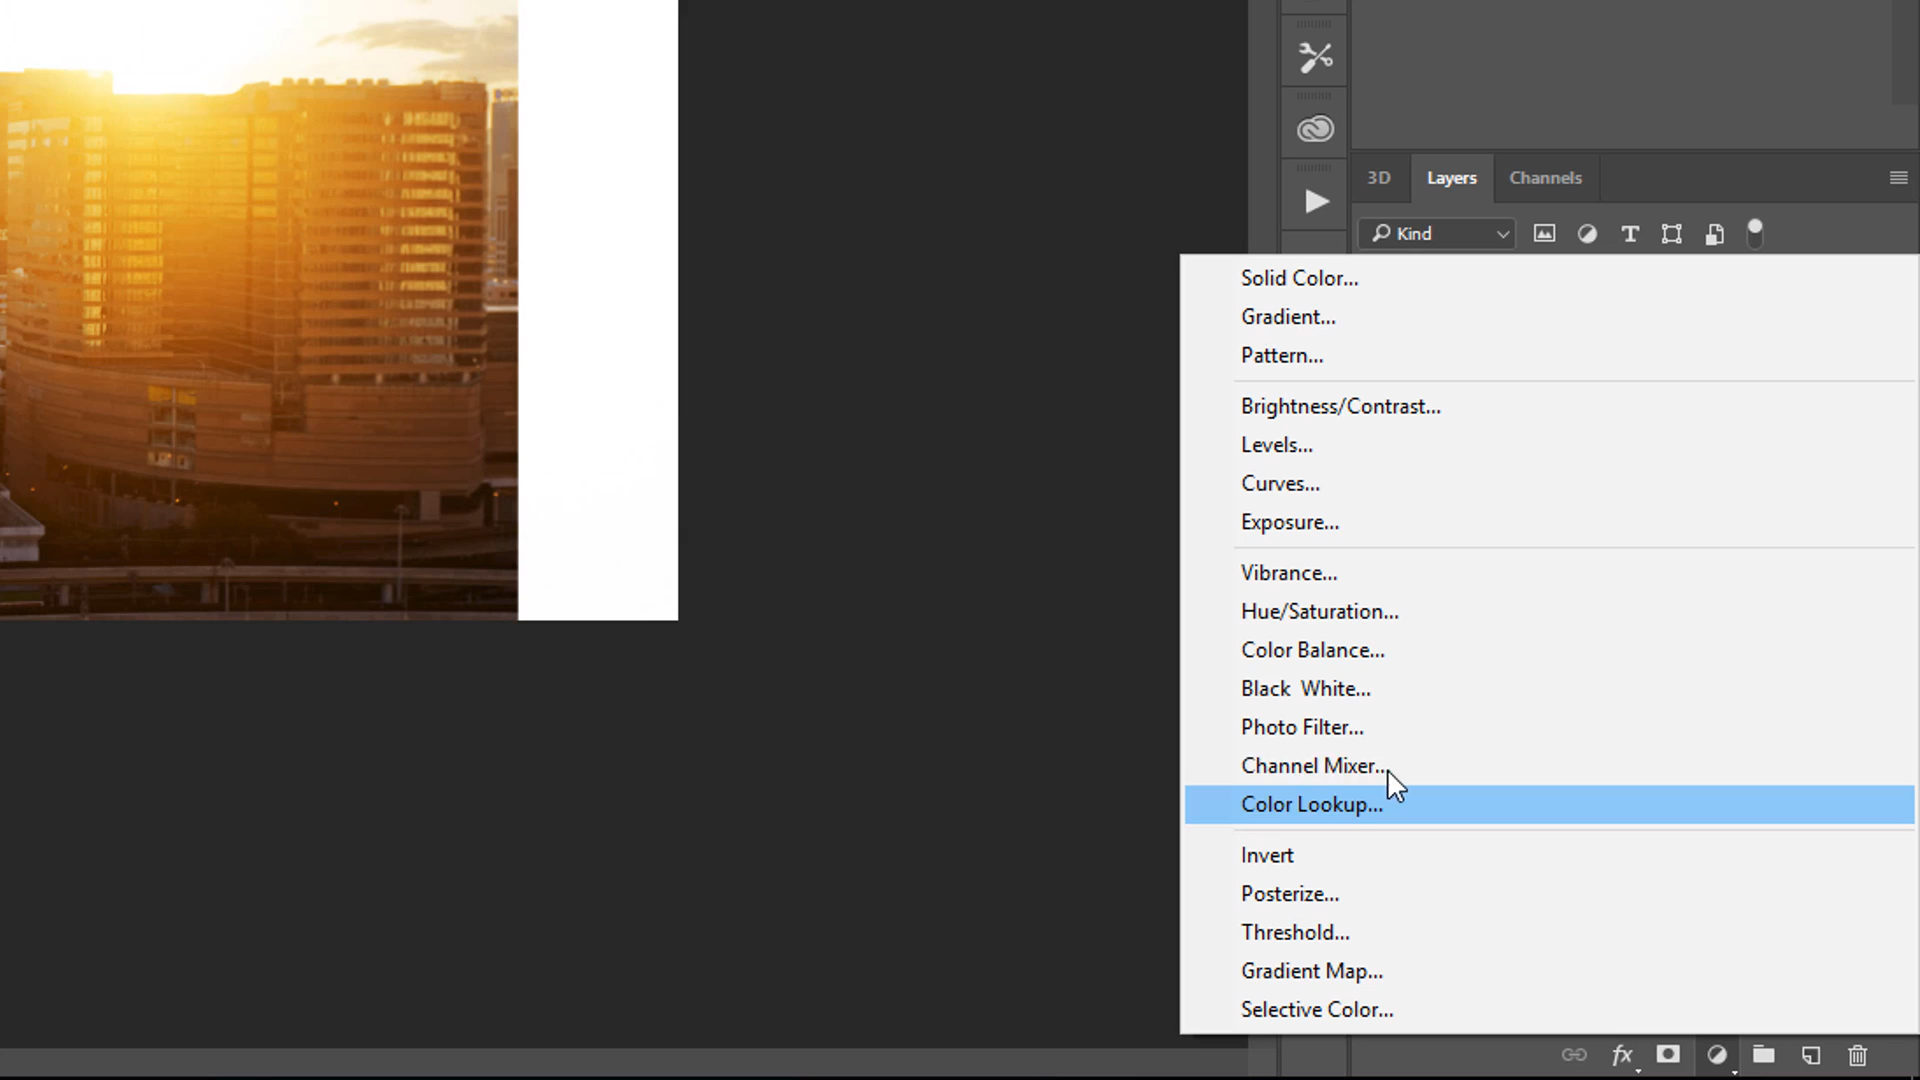 3D Layers Channels
Kind
Solid Color...
Gradient...
Pattern...
Brightness/Contrast...
Levels...
Curves...
Exposure...
Vibrance...
Hue/Saturation...
Color Balance...
Black  White...
Photo Filter...
Channel Mixer...
Color Lookup...
Invert
Posterize...
Threshold...
Gradient Map...
Selective Color...
fx